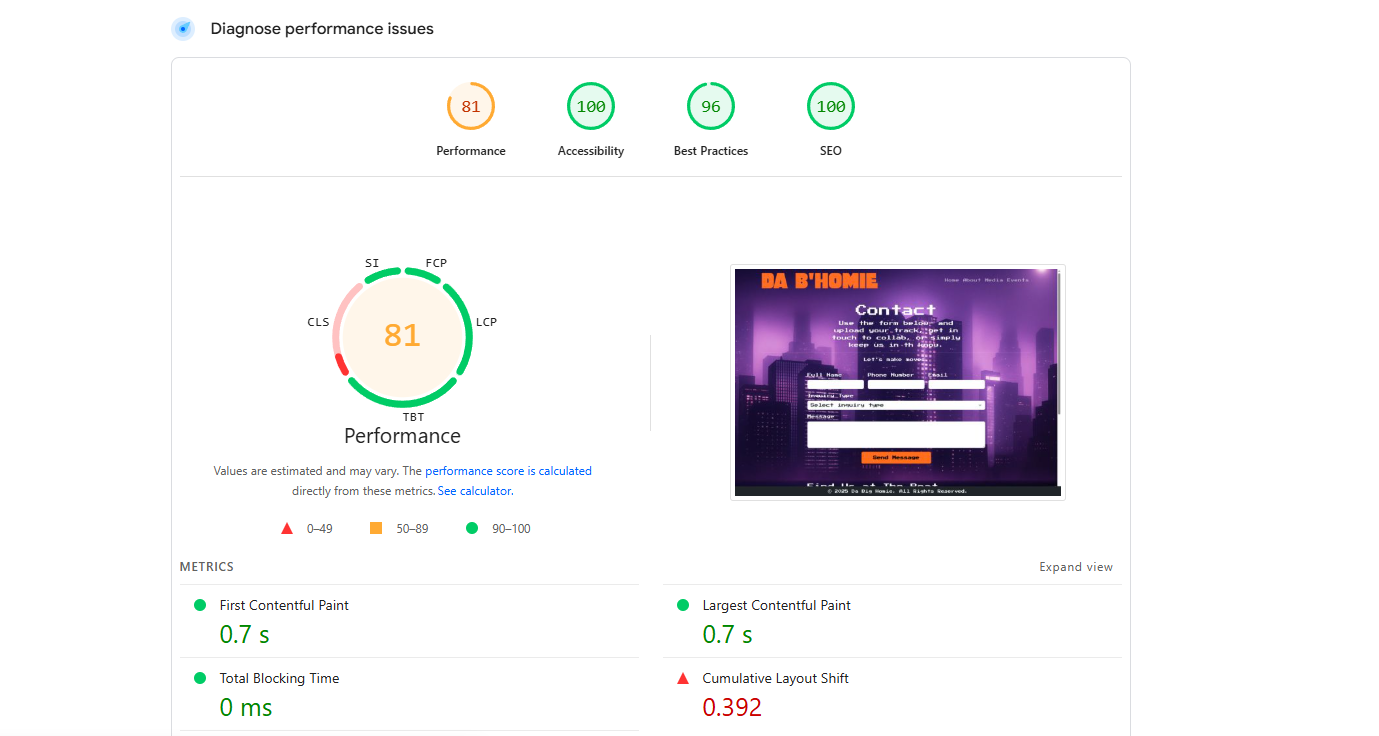 Diagnose performance issues
81
100
96
100
Performance
Accessibility
Best Practices
SEO
SI
FCP
CLS
LCP
81
TBT
Performance
Values are estimated and may vary. The performance score is calculated
directly from these metrics. See calculator.
0–49
50–89
90–100
DA B'HOMIE
Home About Media Events
Contact
Use the form below, and
upload your track, get in
touch to collab, or simply
keep us in th
Let's make moves.
Full Name
Phone Number
Email
Inquiry Type
Select inquiry type
Message
Send Message
Find Us at The Post
© 2025 Da Big Homie. All Rights Reserved.
METRICS
Expand view
First Contentful Paint
0.7 s
Largest Contentful Paint
0.7 s
Total Blocking Time
0 ms
Cumulative Layout Shift
0.392